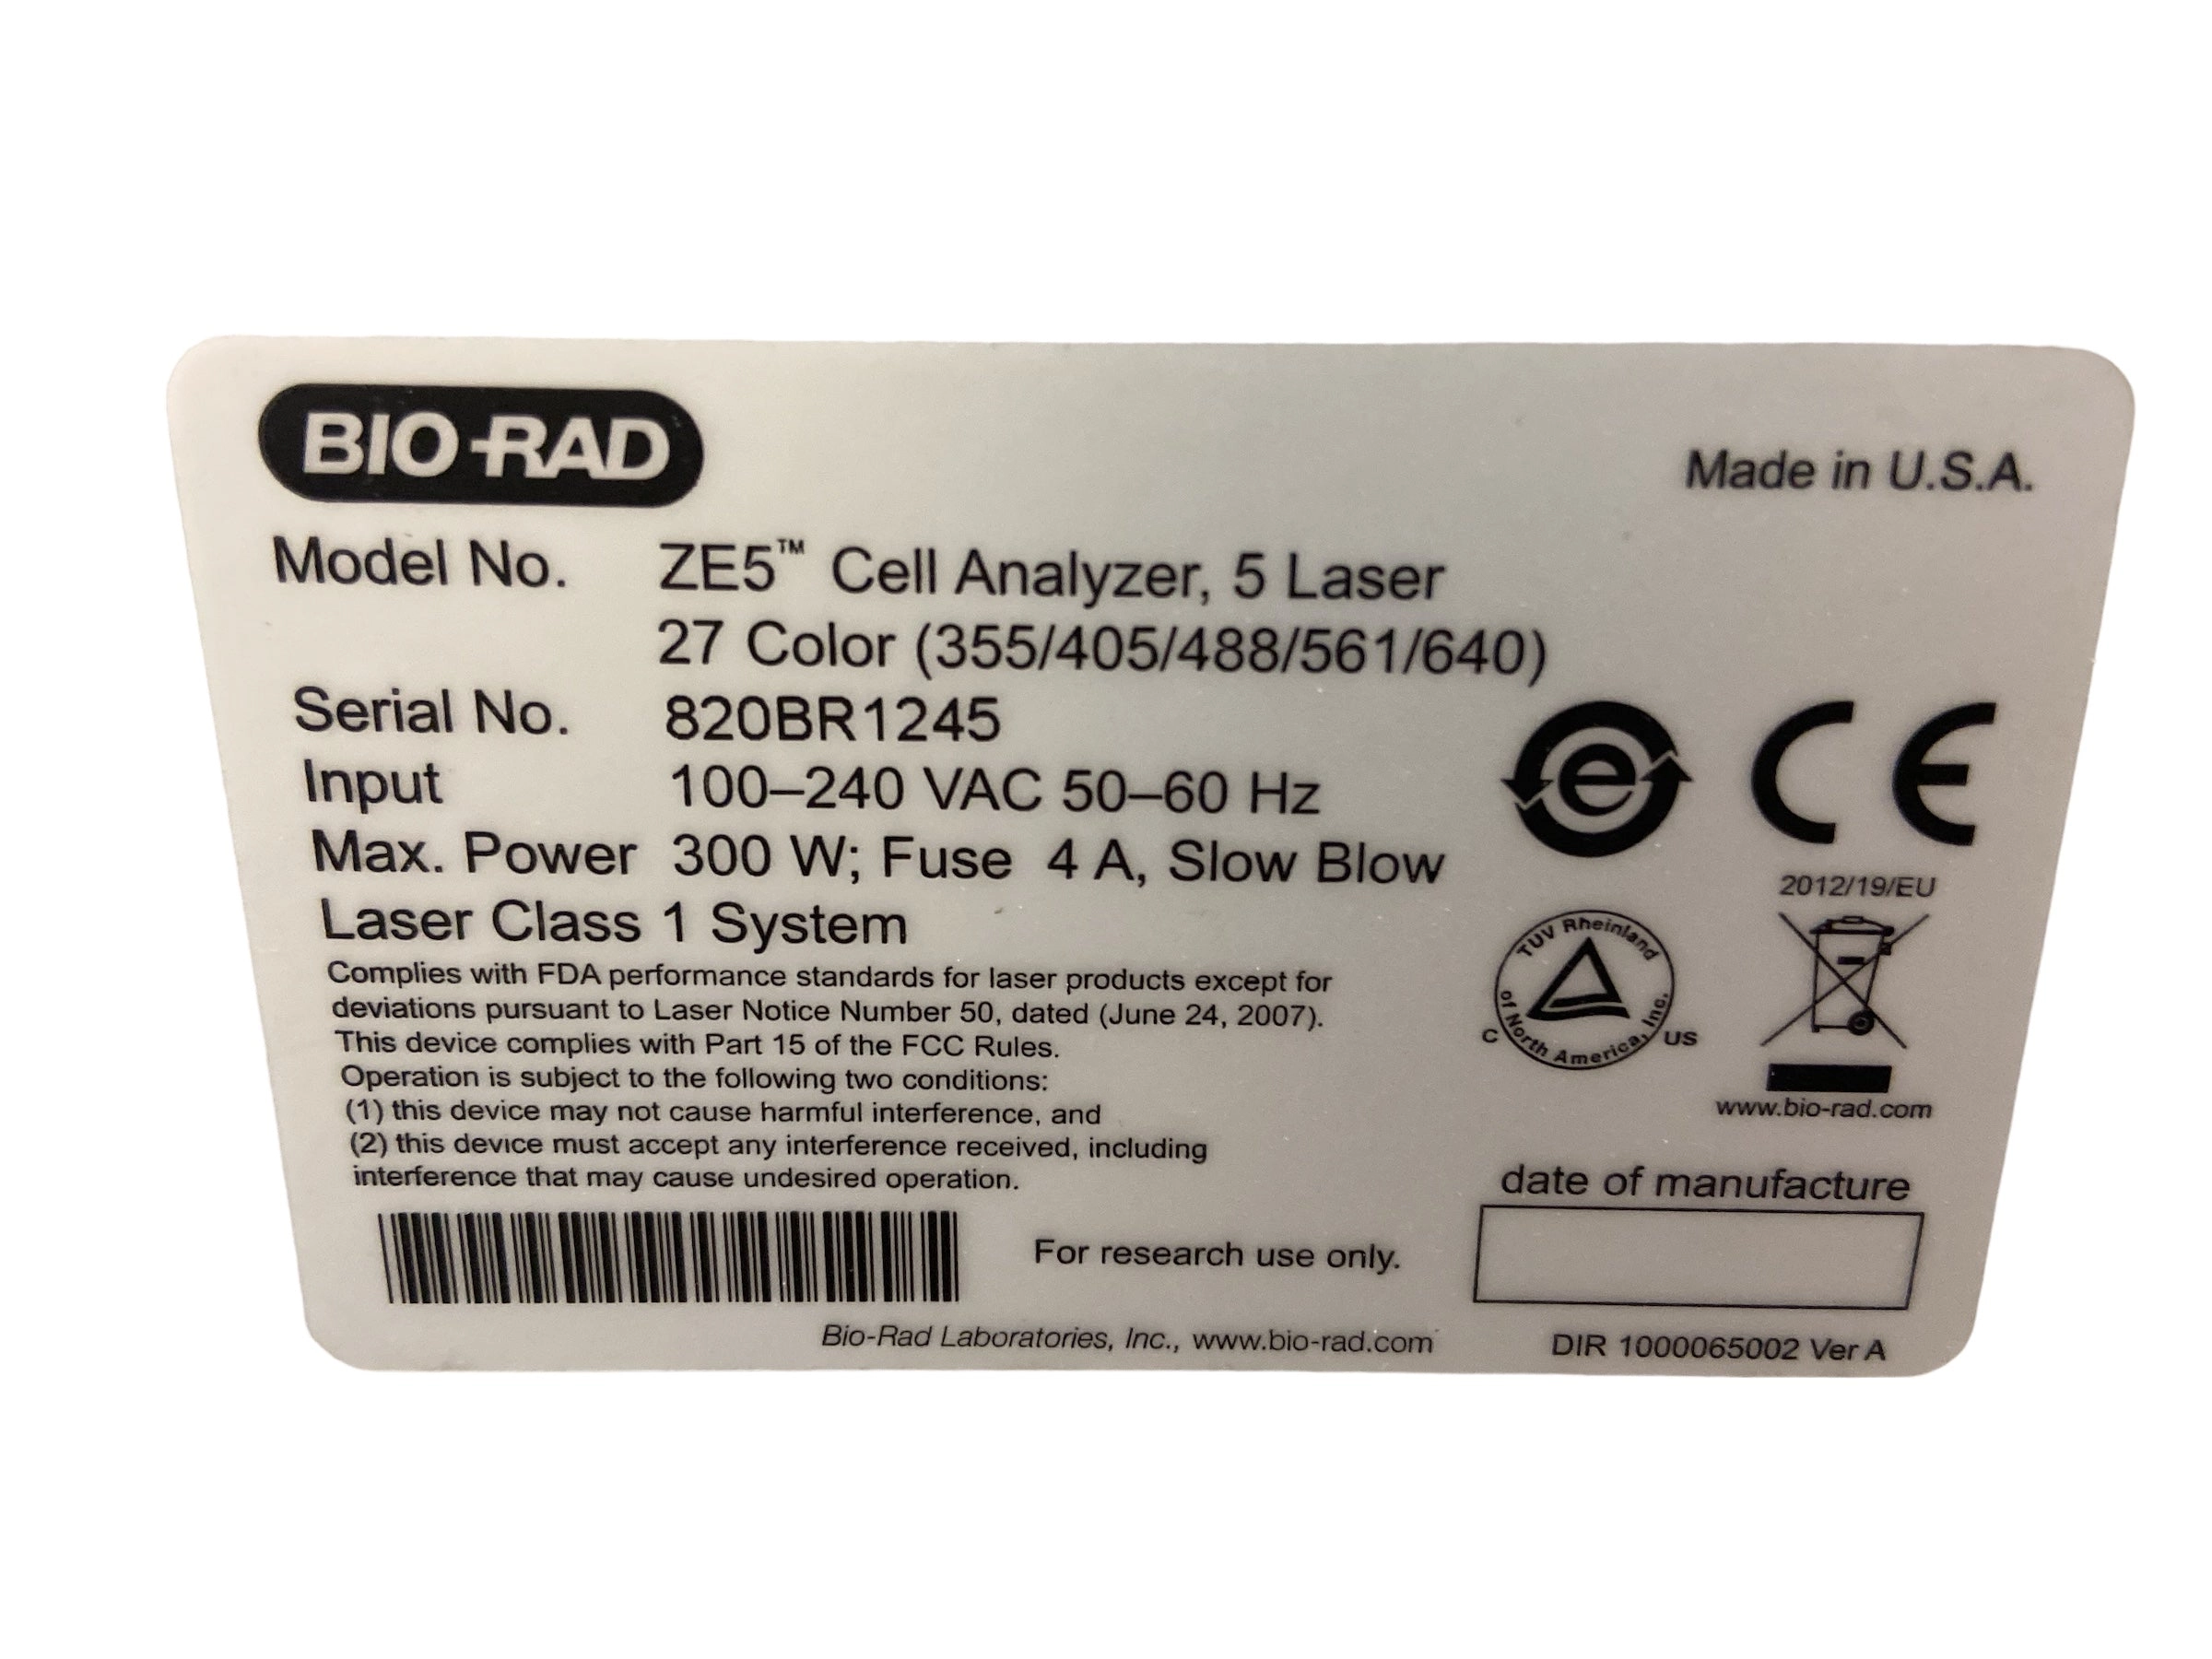 BIO-RAD
Made in U.S.A.
Model No. ZE5™ Cell Analyzer, 5 Laser
27 Color (355/405/488/561/640)
Serial No. 820BR1245
Input 100–240 VAC 50–60 Hz
Max. Power 300 W; Fuse 4 A, Slow Blow
Laser Class 1 System
Complies with FDA performance standards for laser products except for
deviations pursuant to Laser Notice Number 50, dated (June 24, 2007).
This device complies with Part 15 of the FCC Rules.
Operation is subject to the following two conditions:
(1) this device may not cause harmful interference, and
(2) this device must accept any interference received, including
interference that may cause undesired operation.
e
CE
2012/19/EU
TUV Rheinland
of North America, Inc.
C US
www.bio-rad.com
date of manufacture
For research use only.
Bio-Rad Laboratories, Inc., www.bio-rad.com
DIR 1000065002 Ver A